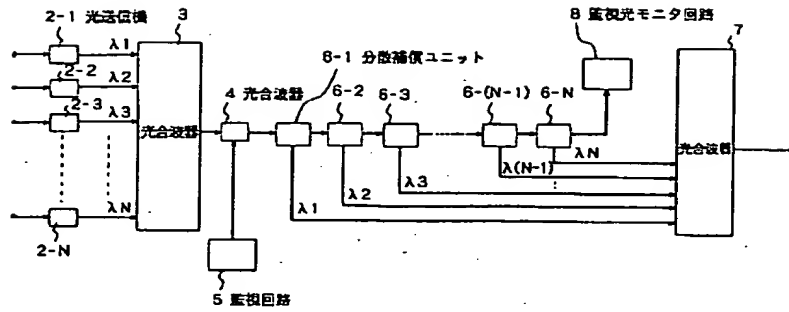 2-1 光送信機
3
λ1
2-2
λ2
2-3
λ3
光合波器
λN
2-N
4 光合波器
5 監視回路
6-1 分散補償ユニット
6-2
6-3
6-(N-1)
6-N
8 監視光モニタ回路
7
光合波器
λN
λ(N-1)
λ3
λ2
λ1